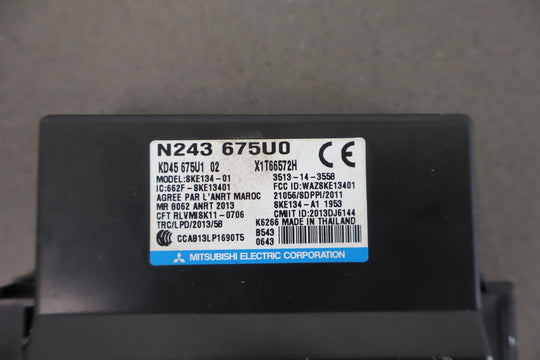 N243 675U0
KD45 675U1 02 X1T66572H
MODEL:SKE134-01 3513-14-3558
IC:662F-SKE13401 FCC ID:WAZSKE13401
AGREE PAR L'ANRT MAROC 21056/SDPPI/2011
MR 8062 ANRT 2013 SKE134-A1 1953
CFT RLVMISK11-0706 CMIIT ID:2013DJ6144
TRC/LPD/2013/58 K6266 MADE IN THAILAND
CCAB13LP1690T5 B543
0643
MITSUBISHI ELECTRIC CORPORATION